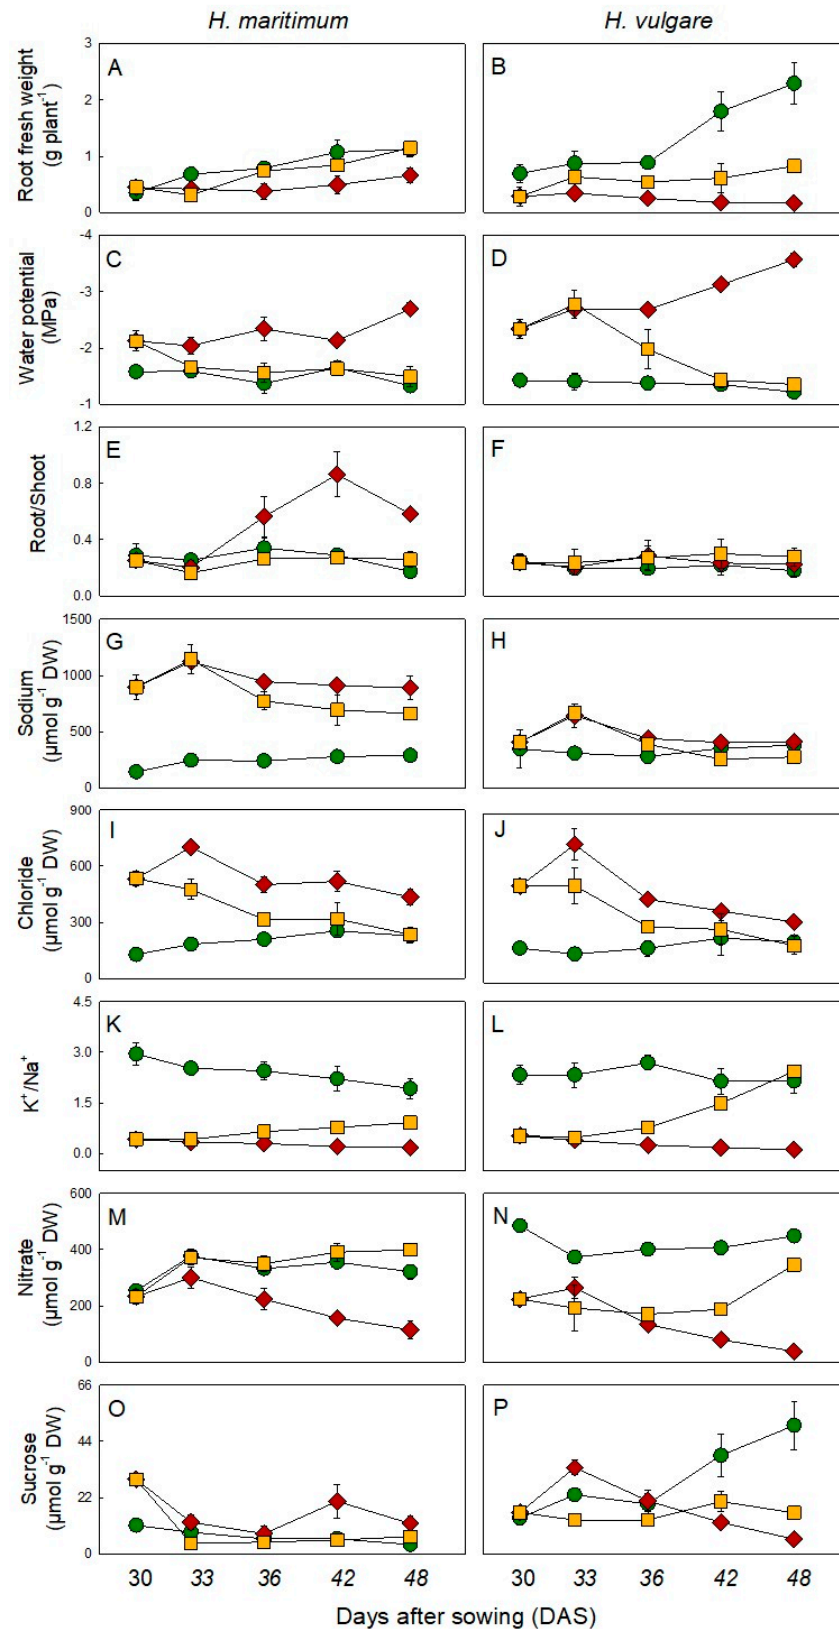 H. maritimum H. vulgare
Root fresh weight
(g plant-1)
3
2
1
0
A
B
Water potential
(MPa)
-4
-3
-2
-1
C
D
Root/Shoot
1.2
0.8
0.4
0.0
E
F
Sodium
(µmol g-1 DW)
1500
1000
500
0
G
H
Chloride
(µmol g-1 DW)
900
600
300
0
I
J
K+/Na+
4.5
3.0
1.5
0.0
K
L
Nitrate
(µmol g-1 DW)
600
400
200
0
M
N
Sucrose
(µmol g-1 DW)
66
44
22
0
O
P
30 33 36 42 48 30 33 36 42 48
Days after sowing (DAS)